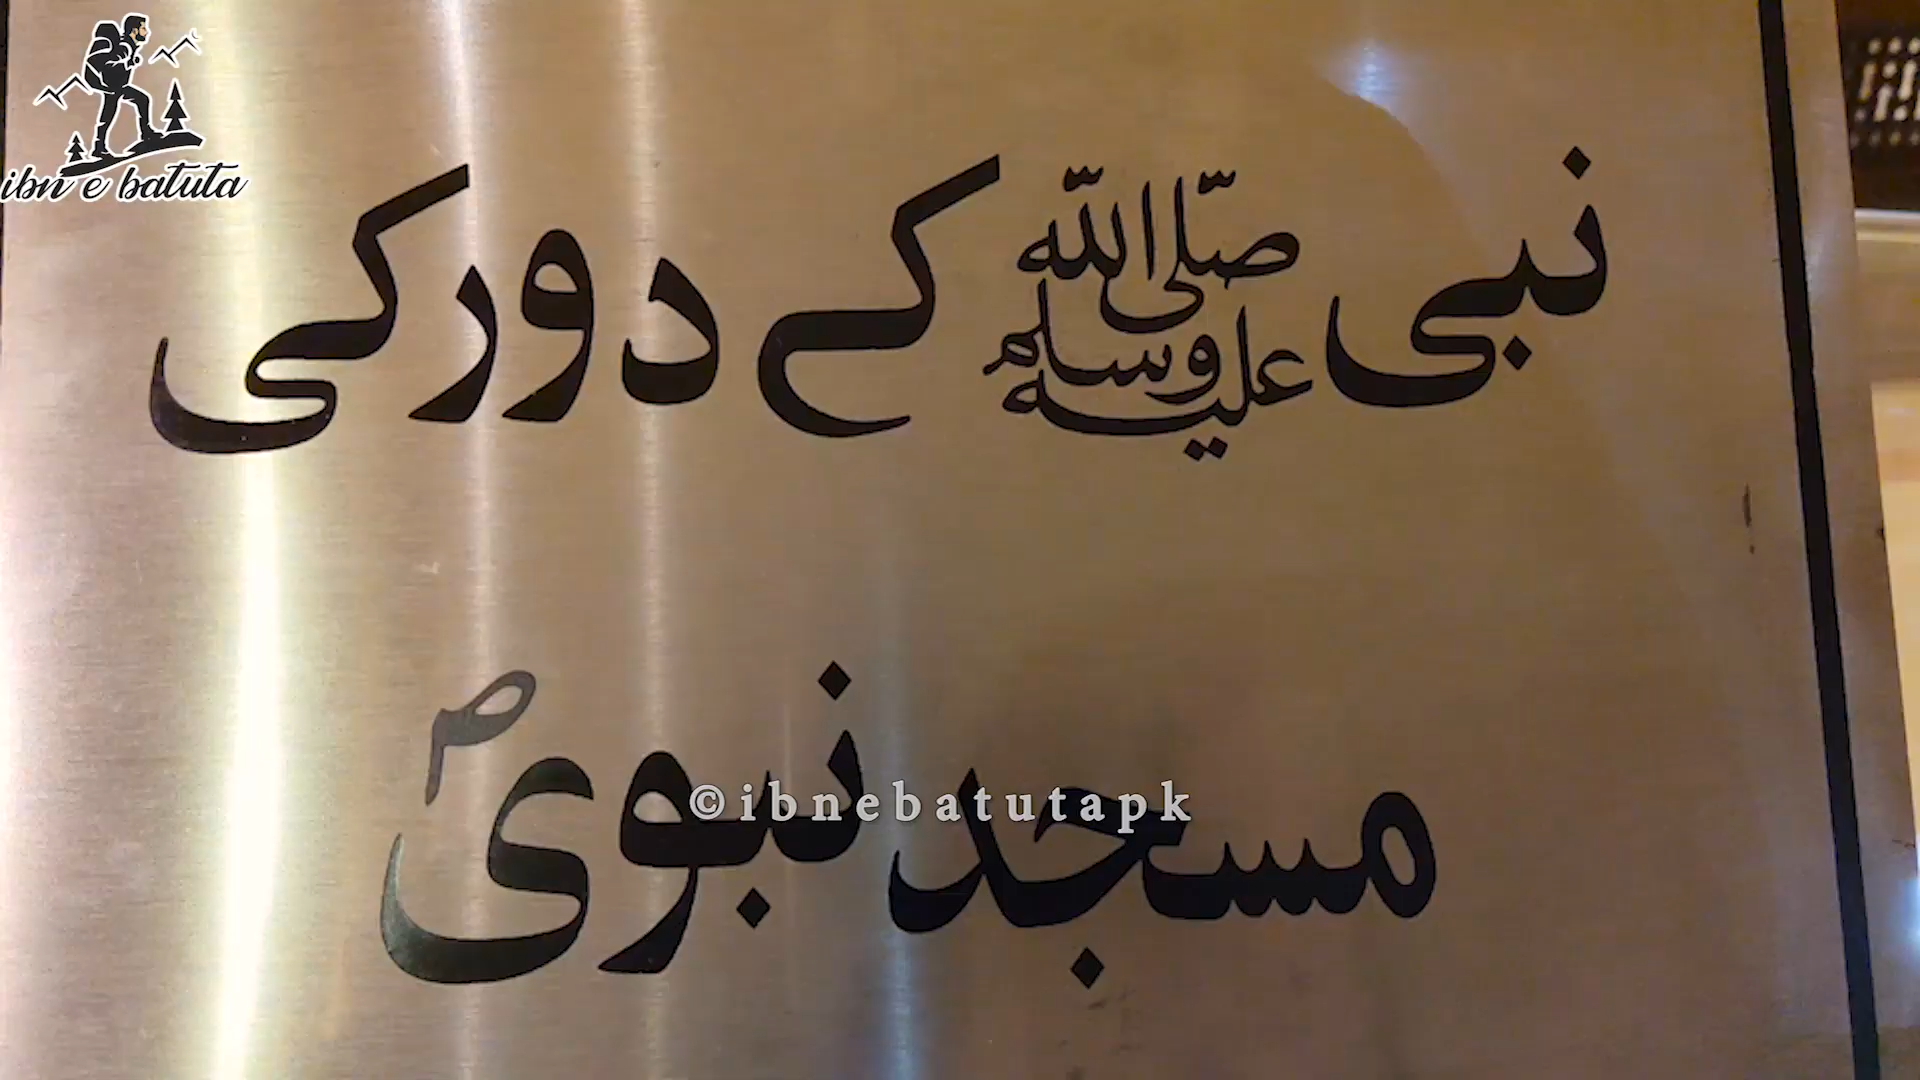 ibn e batuta
نبی صلی اللہ علیہ وسلم کے دور کی
مسجد نبویؐ
©ibnebatutapk